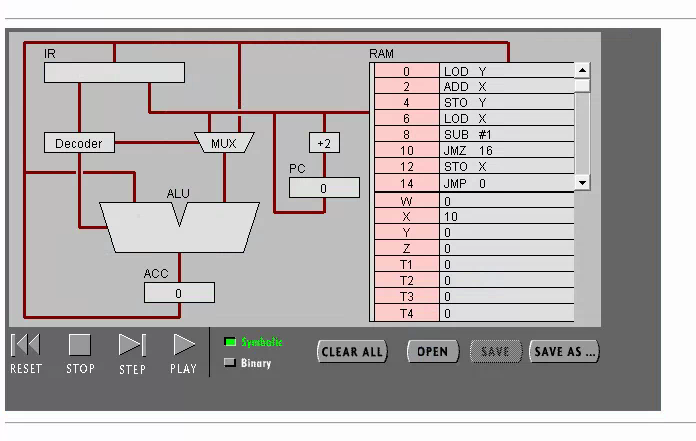 IR
RAM
0 LOD Y
2 ADD X
4 STO Y
6 LOD X
8 SUB #1
10 JMZ 16
12 STO X
14 JMP 0
W 0
X 10
Y 0
Z 0
T1 0
T2 0
T3 0
T4 0
Decoder
MUX
+2
PC
0
ALU
ACC
0
RESET
STOP
STEP
PLAY
Symbolic
Binary
CLEAR ALL
OPEN
SAVE
SAVE AS ...